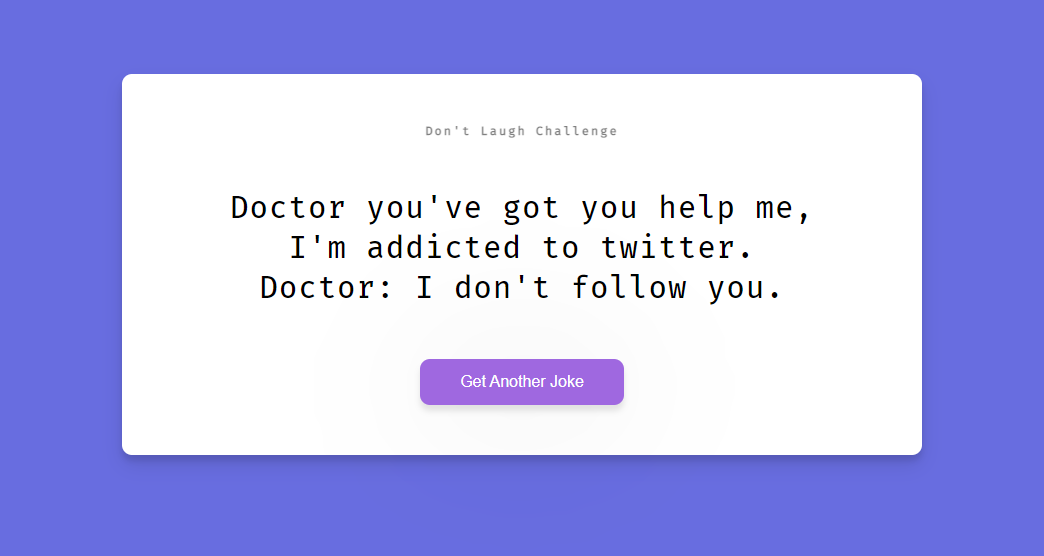 Don't Laugh Challenge
Doctor you've got you help me,
I'm addicted to twitter.
Doctor: I don't follow you.
Get Another Joke